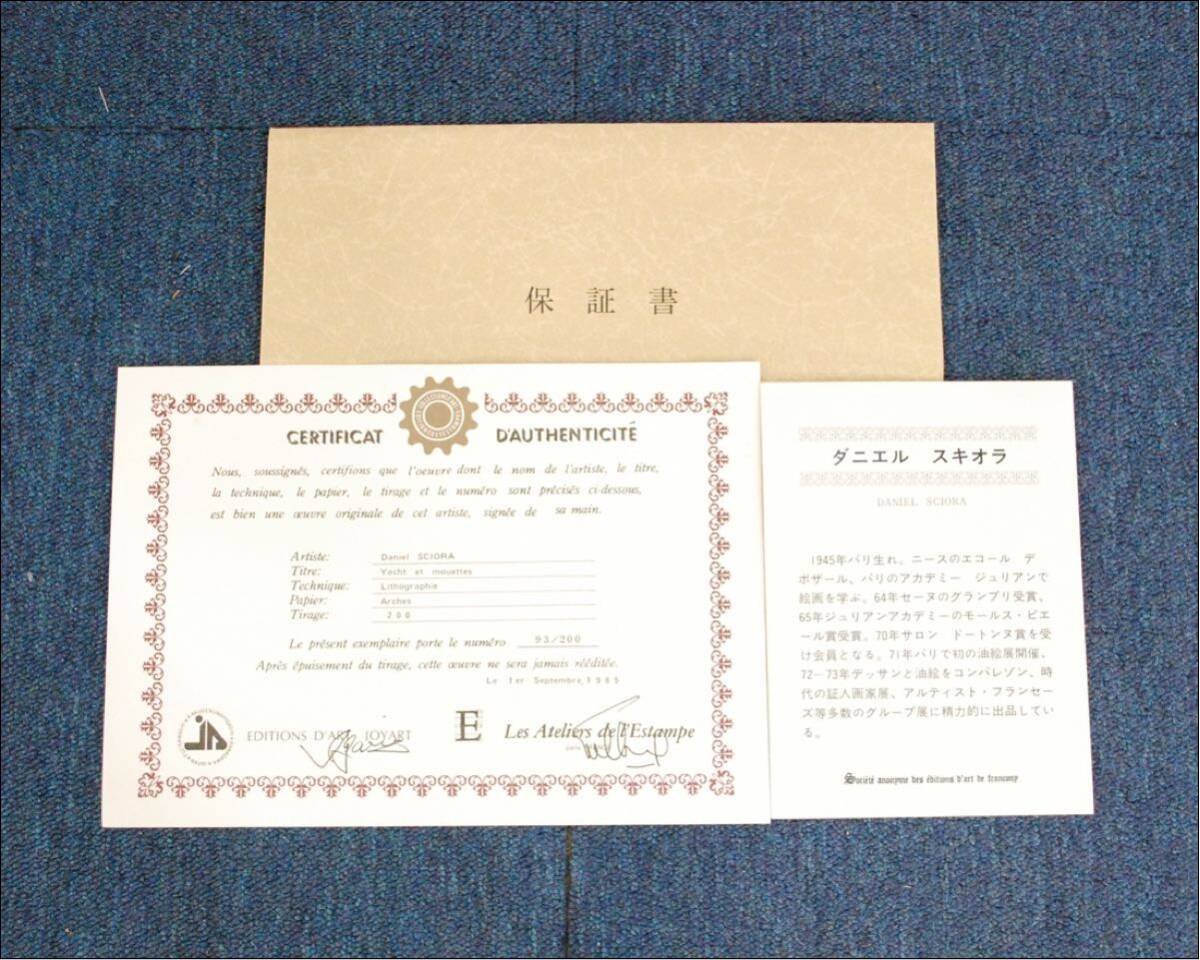 保証書
CERTIFICAT D'AUTHENTICITÉ
Nous, soussignés, certifions que l'oeuvre dont le nom de l'artiste, le titre,
la technique, le papier, le tirage et le numéro sont précisés ci-dessous,
est bien une œuvre originale de cet artiste, signée de sa main.
Artiste: Daniel SCIORA
Titre: Yacht et mouettes
Technique: Lithographie
Papier: Arches
Tirage: 200
Le présent exemplaire porte le numéro 93/200
Après épuisement du tirage, cette œuvre ne sera jamais rééditée.
Le 1er Septembre 1985
EDITIONS D'ART JOYART
E Les Ateliers de l'Estampe
paris
ダニエル スキオラ
DANIEL SCIORA
1945年パリ生れ。ニースのエコール デ
ボザール、パリのアカデミー ジュリアンで
絵画を学ぶ。64年セーヌのグランプリ受賞、
65年ジュリアンアカデミーのモールス・ピエ
ール賞受賞。70年サロン ドートンヌ賞を受
け会員となる。71年パリで初の油絵展開催、
72—73年デッサンと油絵をコンパレゾン、時
代の証人画家展、アルティスト・フランセー
ズ等多数のグループ展に精力的に出品してい
る。
Société anonyme des éditions d'art de francony